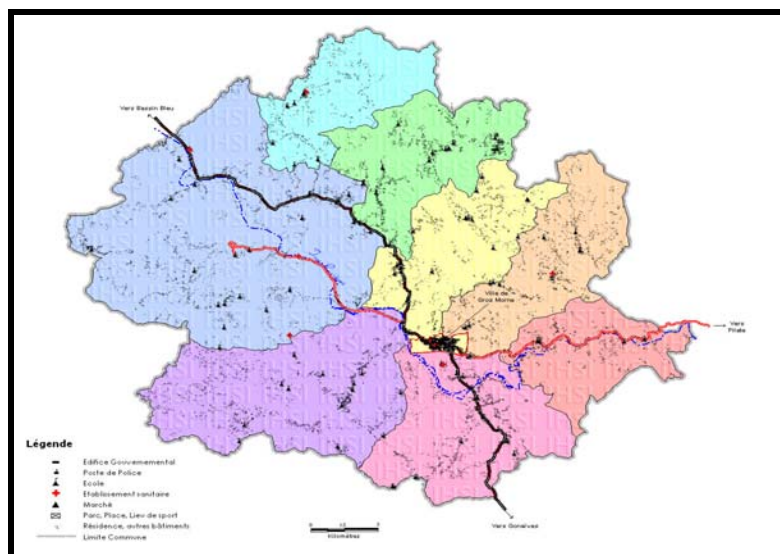 Vers Bassin Bleu
Ville de
Gros Morne
Vers
Pilate
Légende
Edifice Gouvernemental
Poste de Police
Ecole
Etablissement sanitaire
Marché
Parc, Place, Lieu de sport
Résidence, autres bâtiments
Limite Commune
Kilomètres
Vers Gonaives